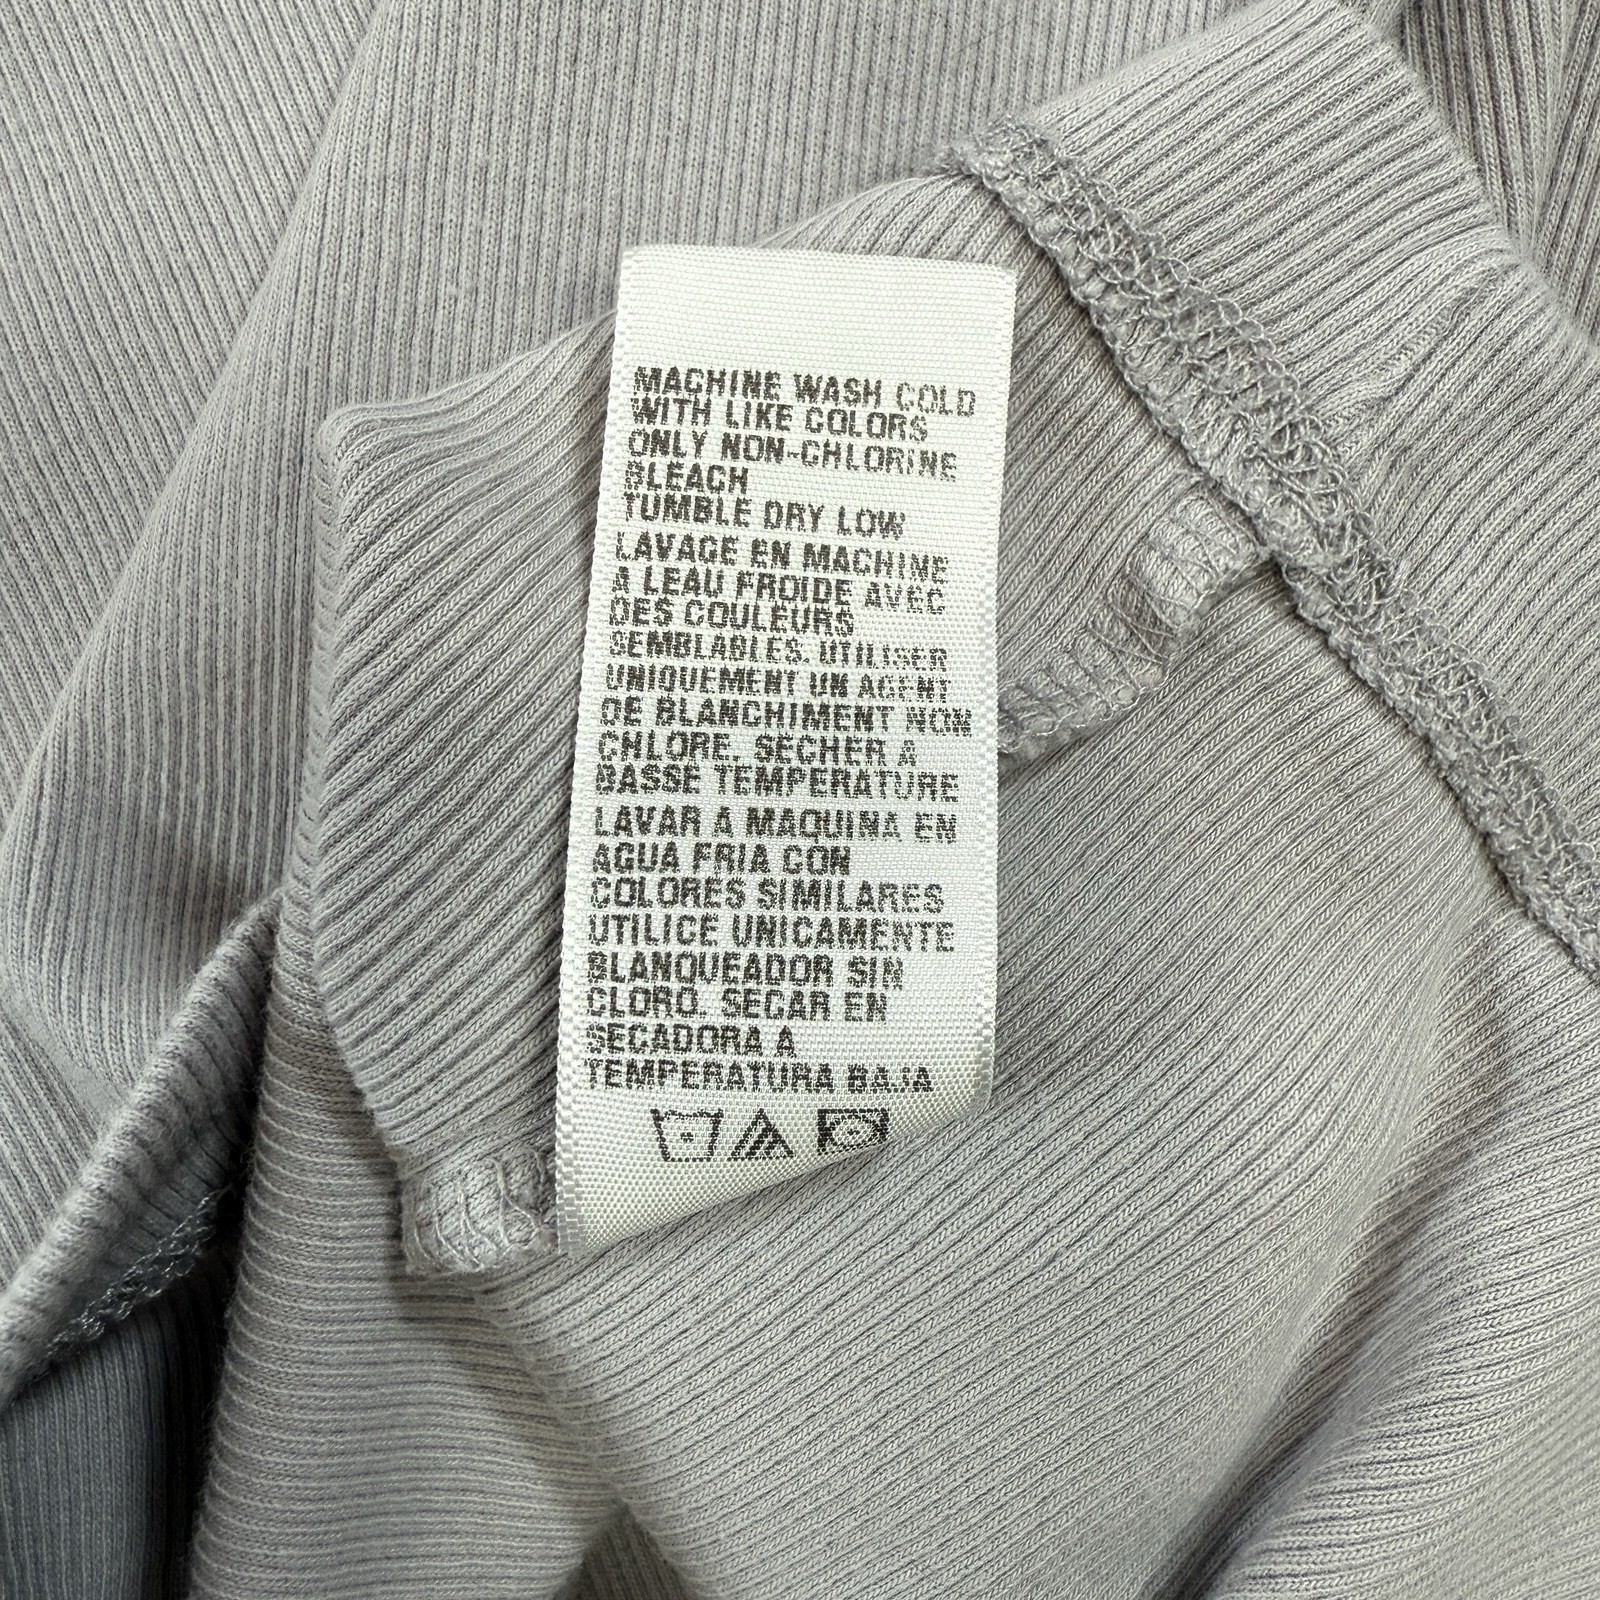 MACHINE WASH COLD
WITH LIKE COLORS
ONLY NON-CHLORINE
BLEACH
TUMBLE DRY LOW
LAVAGE EN MACHINE
A LEAU FROIDE AVEC
DES COULEURS
SEMBLABLES. UTILISER
UNIQUEMENT UN AGENT
DE BLANCHIMENT NON
CHLORE. SECHER A
BASSE TEMPERATURE
LAVAR A MAQUINA EN
AGUA FRIA CON
COLORES SIMILARES
UTILICE UNICAMENTE
BLANQUEADOR SIN
CLORO. SECAR EN
SECADORA A
TEMPERATURA BAJA